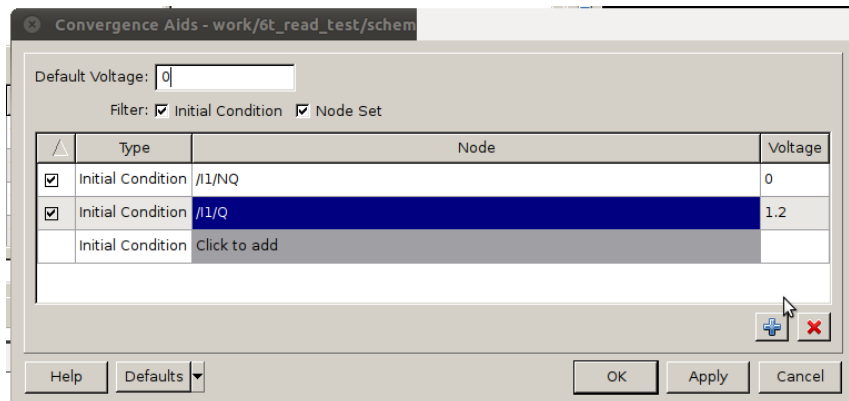 Convergence Aids - work/6t_read_test/schem
Default Voltage: 0
Filter: Initial Condition Node Set
Type Node Voltage
Initial Condition /I1/NQ 0
Initial Condition /I1/Q 1.2
Initial Condition Click to add
Help Defaults OK Apply Cancel